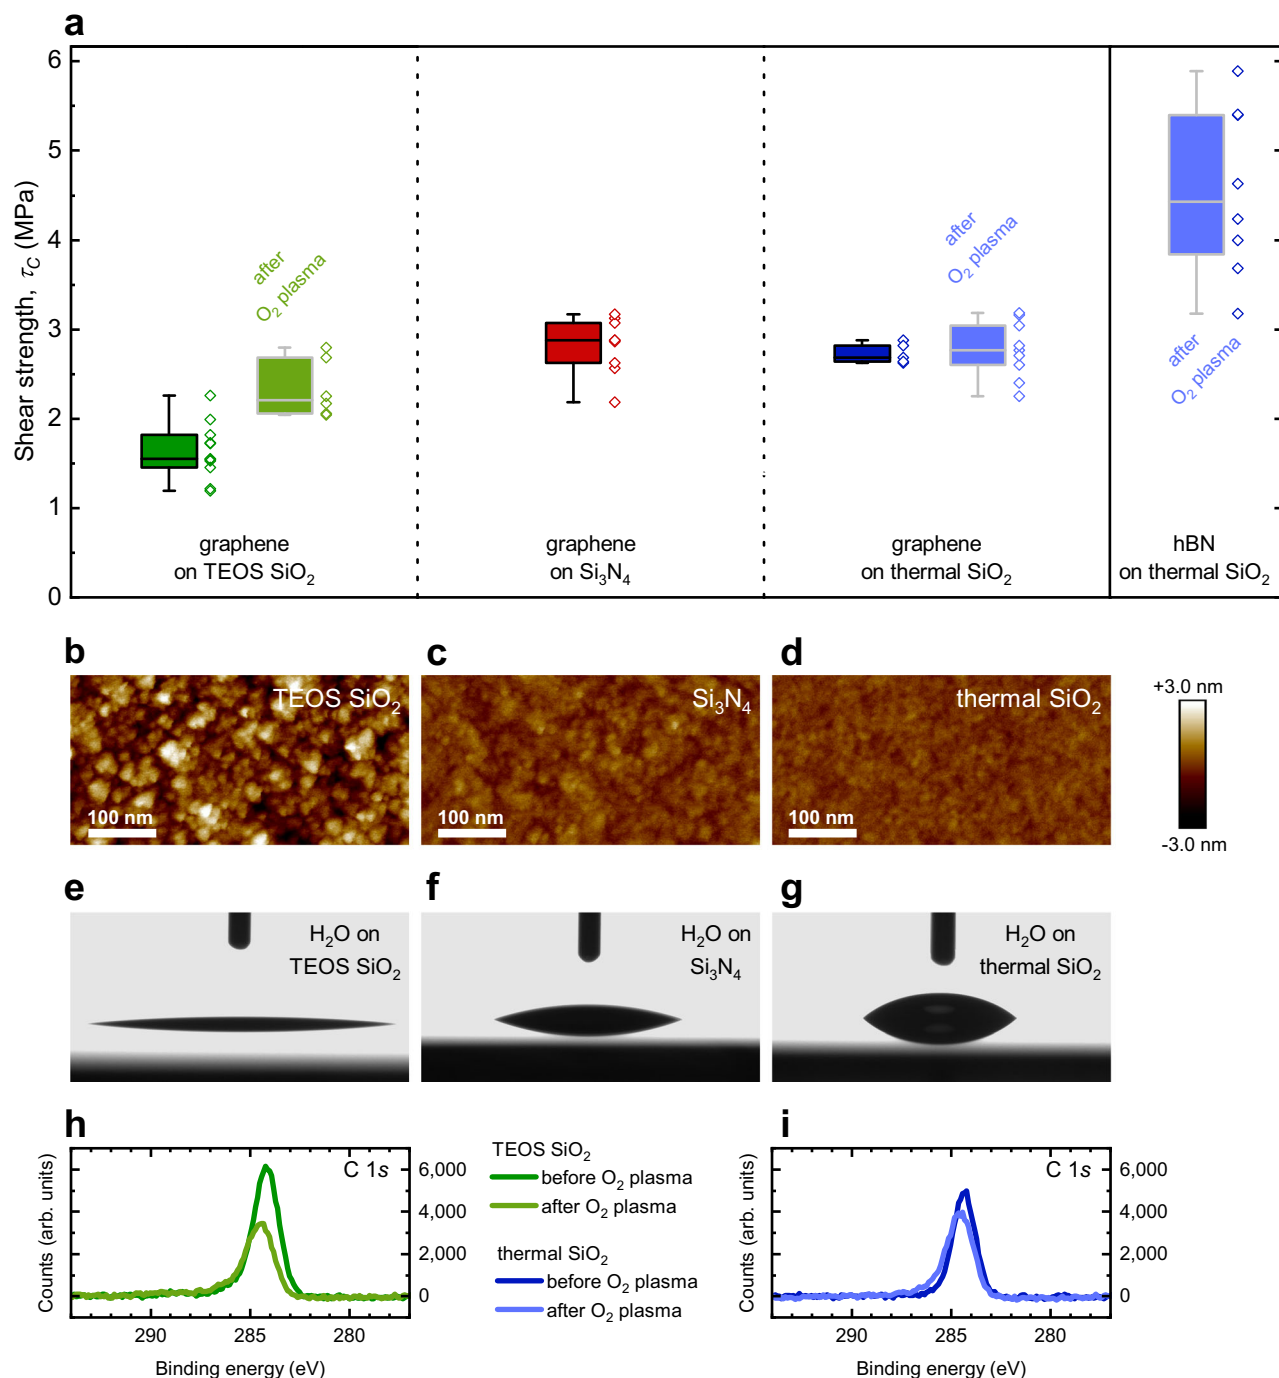 a
Shear strength, τC (MPa)
6
5
4
3
2
1
0
after
O2 plasma
after
O2 plasma
after
O2 plasma
graphene
on TEOS SiO2
graphene
on Si3N4
graphene
on thermal SiO2
hBN
on thermal SiO2
b
TEOS SiO2
100 nm
c
Si3N4
100 nm
d
thermal SiO2
100 nm
+3.0 nm
-3.0 nm
e
H2O on
TEOS SiO2
f
H2O on
Si3N4
g
H2O on
thermal SiO2
h
Counts (arb. units)
C 1s
6,000
4,000
2,000
0
290
285
280
Binding energy (eV)
TEOS SiO2
before O2 plasma
after O2 plasma
thermal SiO2
before O2 plasma
after O2 plasma
i
Counts (arb. units)
C 1s
6,000
4,000
2,000
0
290
285
280
Binding energy (eV)